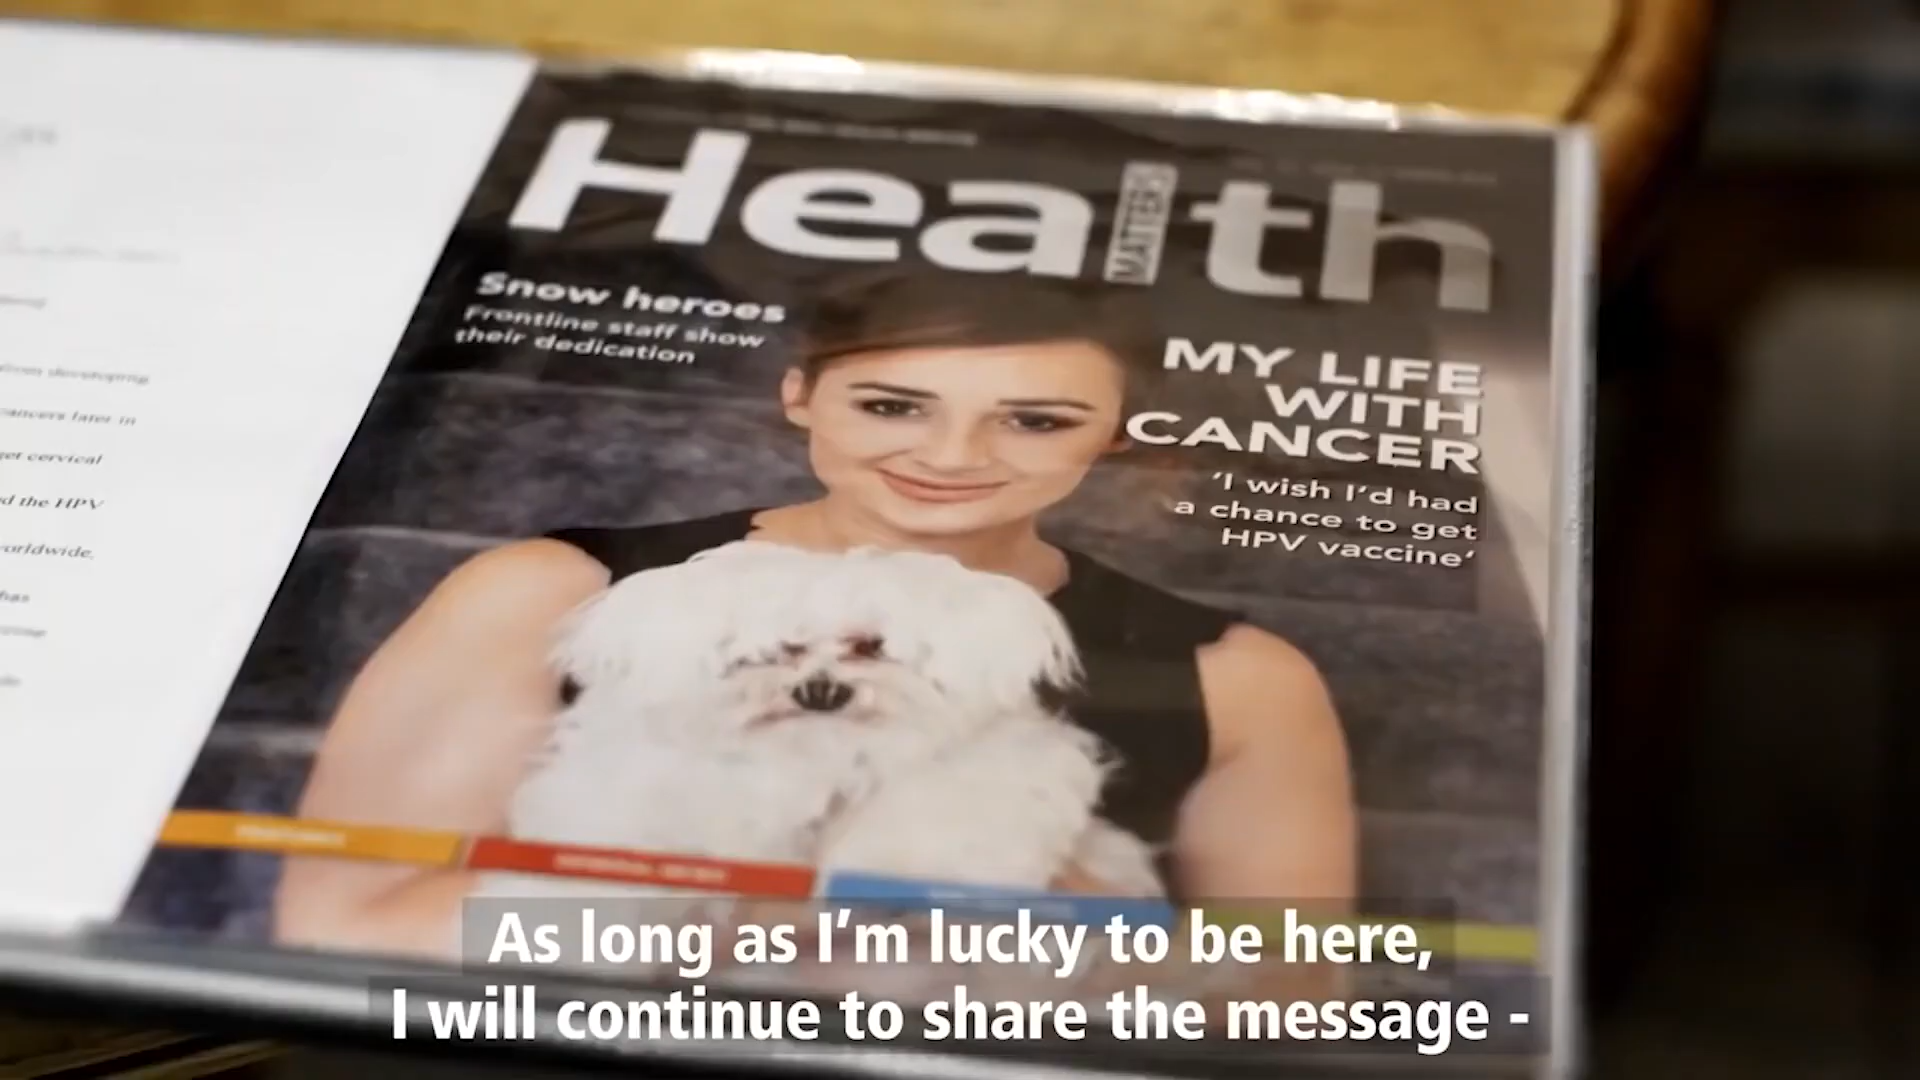 developing
cancers later in
get cervical
d the HPV
worldwide,
has
Health
MATTERS
Snow heroes
Frontline staff show
their dedication
MY LIFE
WITH
CANCER
'I wish I'd had
a chance to get
HPV vaccine'
As long as I'm lucky to be here,
I will continue to share the message -